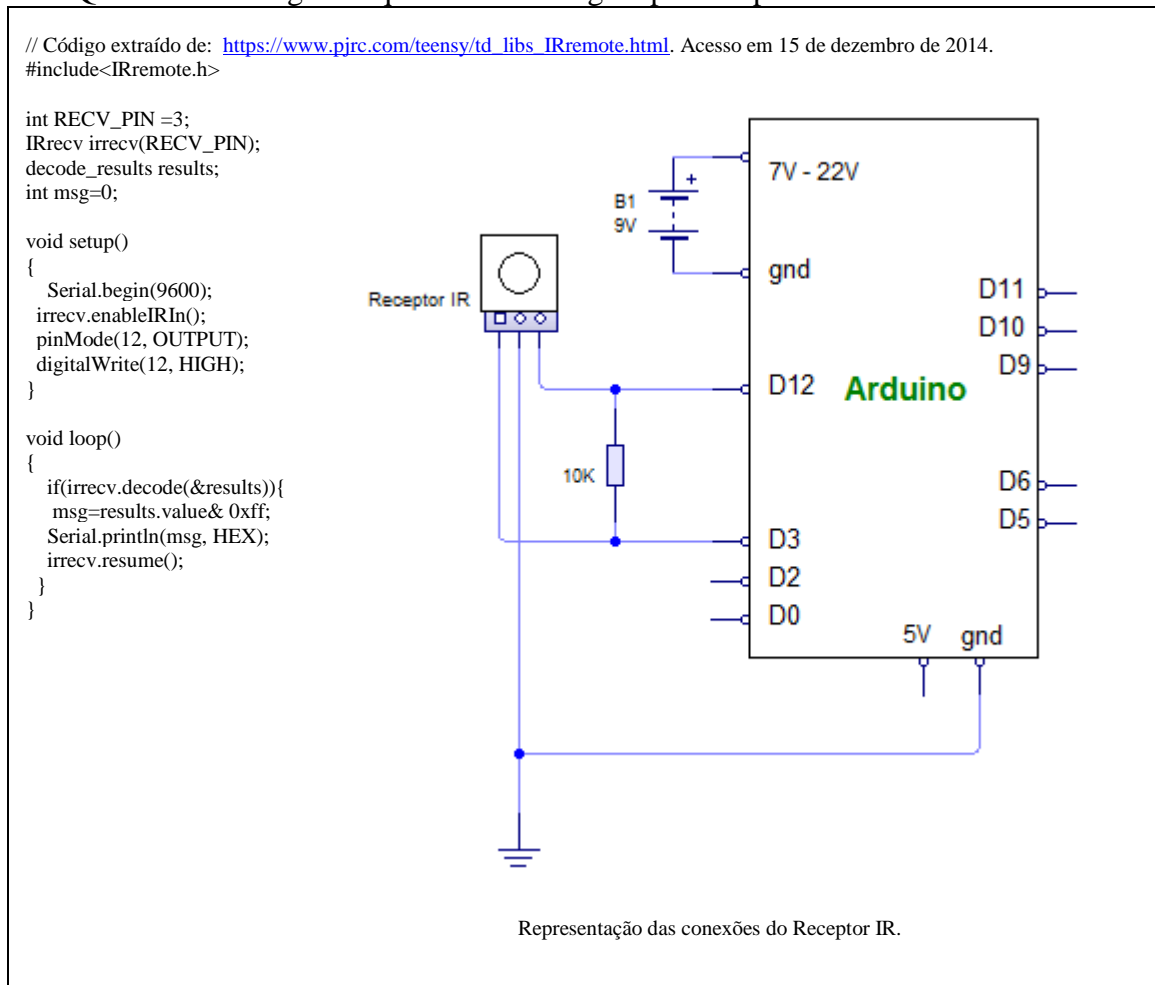 // Código extraído de: https://www.pjrc.com/teensy/td_libs_IRremote.html. Acesso em 15 de dezembro de 2014.
#include<IRremote.h>
int RECV_PIN =3;
IRrecv irrecv(RECV_PIN);
decode_results results;
int msg=0;
void setup()
{
Serial.begin(9600);
irrecv.enableIRIn();
pinMode(12, OUTPUT);
digitalWrite(12, HIGH);
}
void loop()
{
if(irrecv.decode(&results)){
msg=results.value& 0xff;
Serial.println(msg, HEX);
irrecv.resume();
}
}
Receptor IR
B1
9V
+
10K
7V - 22V
gnd
D12
Arduino
D3
D2
D0
D11
D10
D9
D6
D5
5V
gnd
Representação das conexões do Receptor IR.